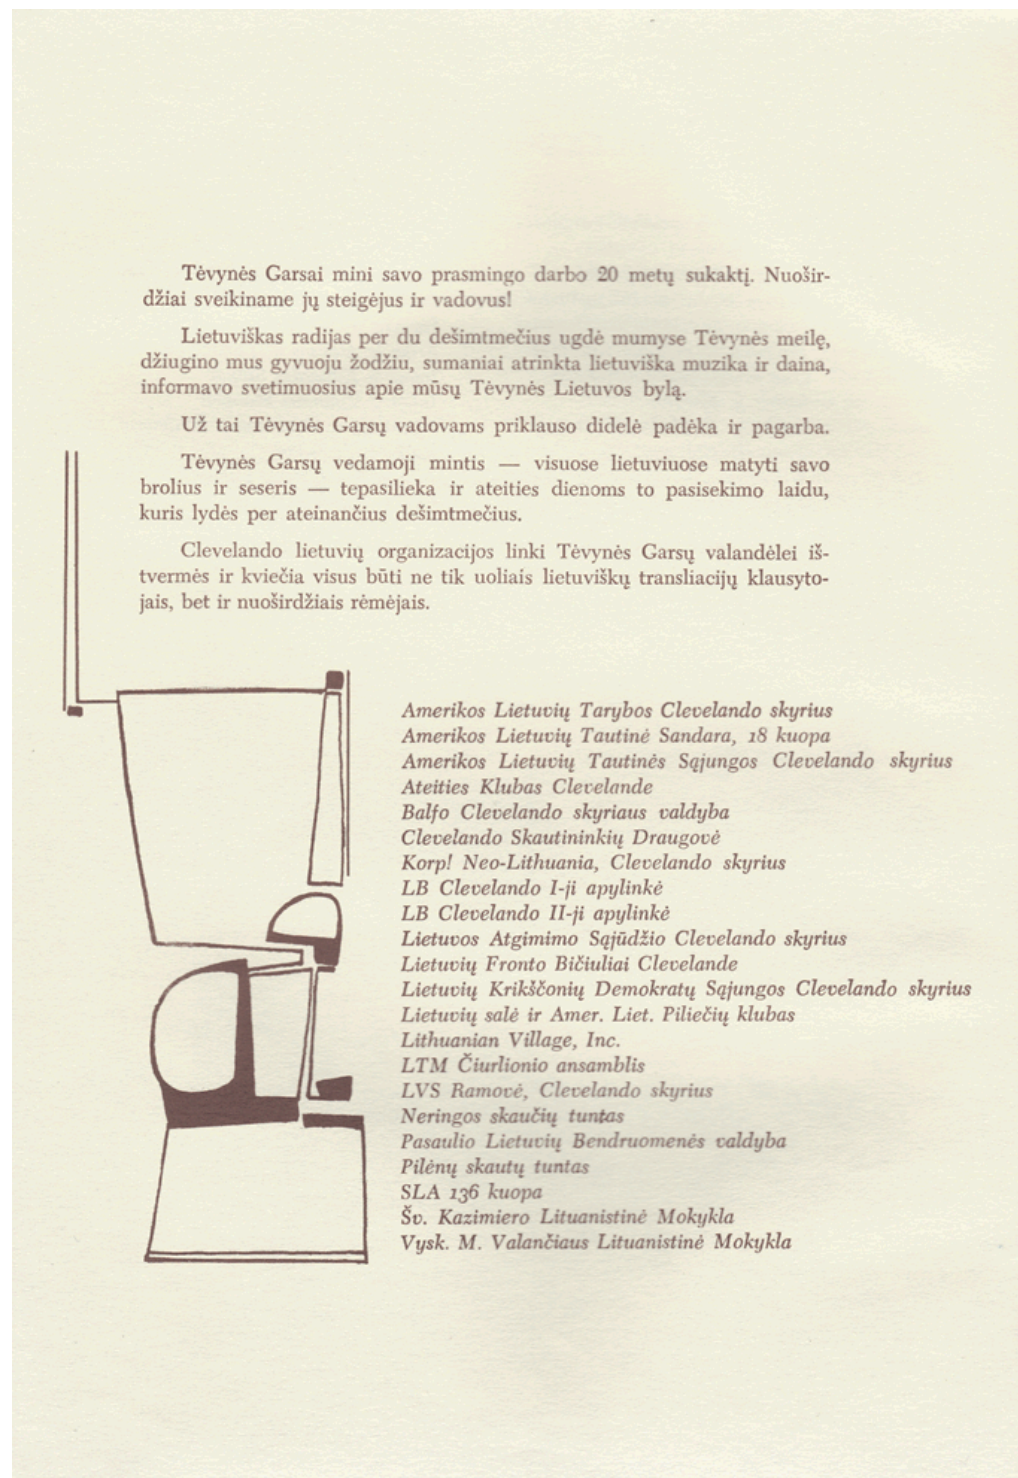 Tėvynės Garsai mini savo prasmingo darbo 20 metų sukaktį. Nuošir-
džiai sveikiname jų steigėjus ir vadovus!
Lietuviškas radijas per du dešimtmečius ugdė mumyse Tėvynės meilę,
džiugino mus gyvuoju žodžiu, sumaniai atrinkta lietuviška muzika ir daina,
informavo svetimuosius apie mūsų Tėvynės Lietuvos bylą.
Už tai Tėvynės Garsų vadovams priklauso didelė padėka ir pagarba.
Tėvynės Garsų vedamoji mintis — visuose lietuviuose matyti savo
brolius ir seseris — tepasilieka ir ateities dienoms to pasisekimo laidu,
kuris lydės per ateinančius dešimtmečius.
Clevelando lietuvių organizacijos linki Tėvynės Garsų valandėlei iš-
tvermės ir kviečia visus būti ne tik uoliais lietuviškų transliacijų klausyto-
jais, bet ir nuoširdžiais rėmėjais.
Amerikos Lietuvių Tarybos Clevelando skyrius
Amerikos Lietuvių Tautinė Sandara, 18 kuopa
Amerikos Lietuvių Tautinės Sąjungos Clevelando skyrius
Ateities Klubas Clevelande
Balfo Clevelando skyriaus valdyba
Clevelando Skautininkių Draugovė
Korp! Neo-Lithuania, Clevelando skyrius
LB Clevelando I-ji apylinkė
LB Clevelando II-ji apylinkė
Lietuvos Atgimimo Sąjūdžio Clevelando skyrius
Lietuvių Fronto Bičiuliai Clevelande
Lietuvių Krikščonių Demokratų Sąjungos Clevelando skyrius
Lietuvių salė ir Amer. Liet. Piliečių klubas
Lithuanian Village, Inc.
LTM Čiurlionio ansamblis
LVS Ramovė, Clevelando skyrius
Neringos skaučių tuntas
Pasaulio Lietuvių Bendruomenės valdyba
Pilėnų skautų tuntas
SLA 136 kuopa
Šv. Kazimiero Lituanistinė Mokykla
Vysk. M. Valančiaus Lituanistinė Mokykla